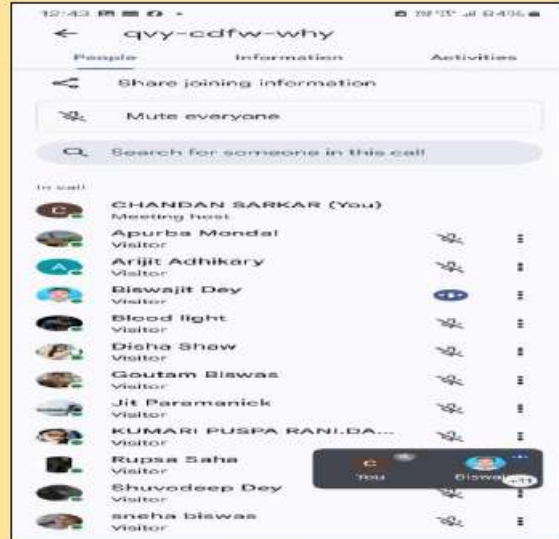 12:43
qvy-cdfw-why
People Information Activities
Share joining information
Mute everyone
Search for someone in this call
In call
C CHANDAN SARKAR (You)
Meeting host
Apurba Mondal
Visitor
A Arijit Adhikary
Visitor
Biswajit Dey
Visitor
Blood light
Visitor
Disha Shaw
Visitor
Goutam Biswas
Visitor
Jit Paramanick
Visitor
KUMARI PUSPA RANI.DA...
Visitor
Rupsa Saha
Visitor
C
You Biswa +11
Shuvodeep Dey
Visitor
sneha biswas
Visitor